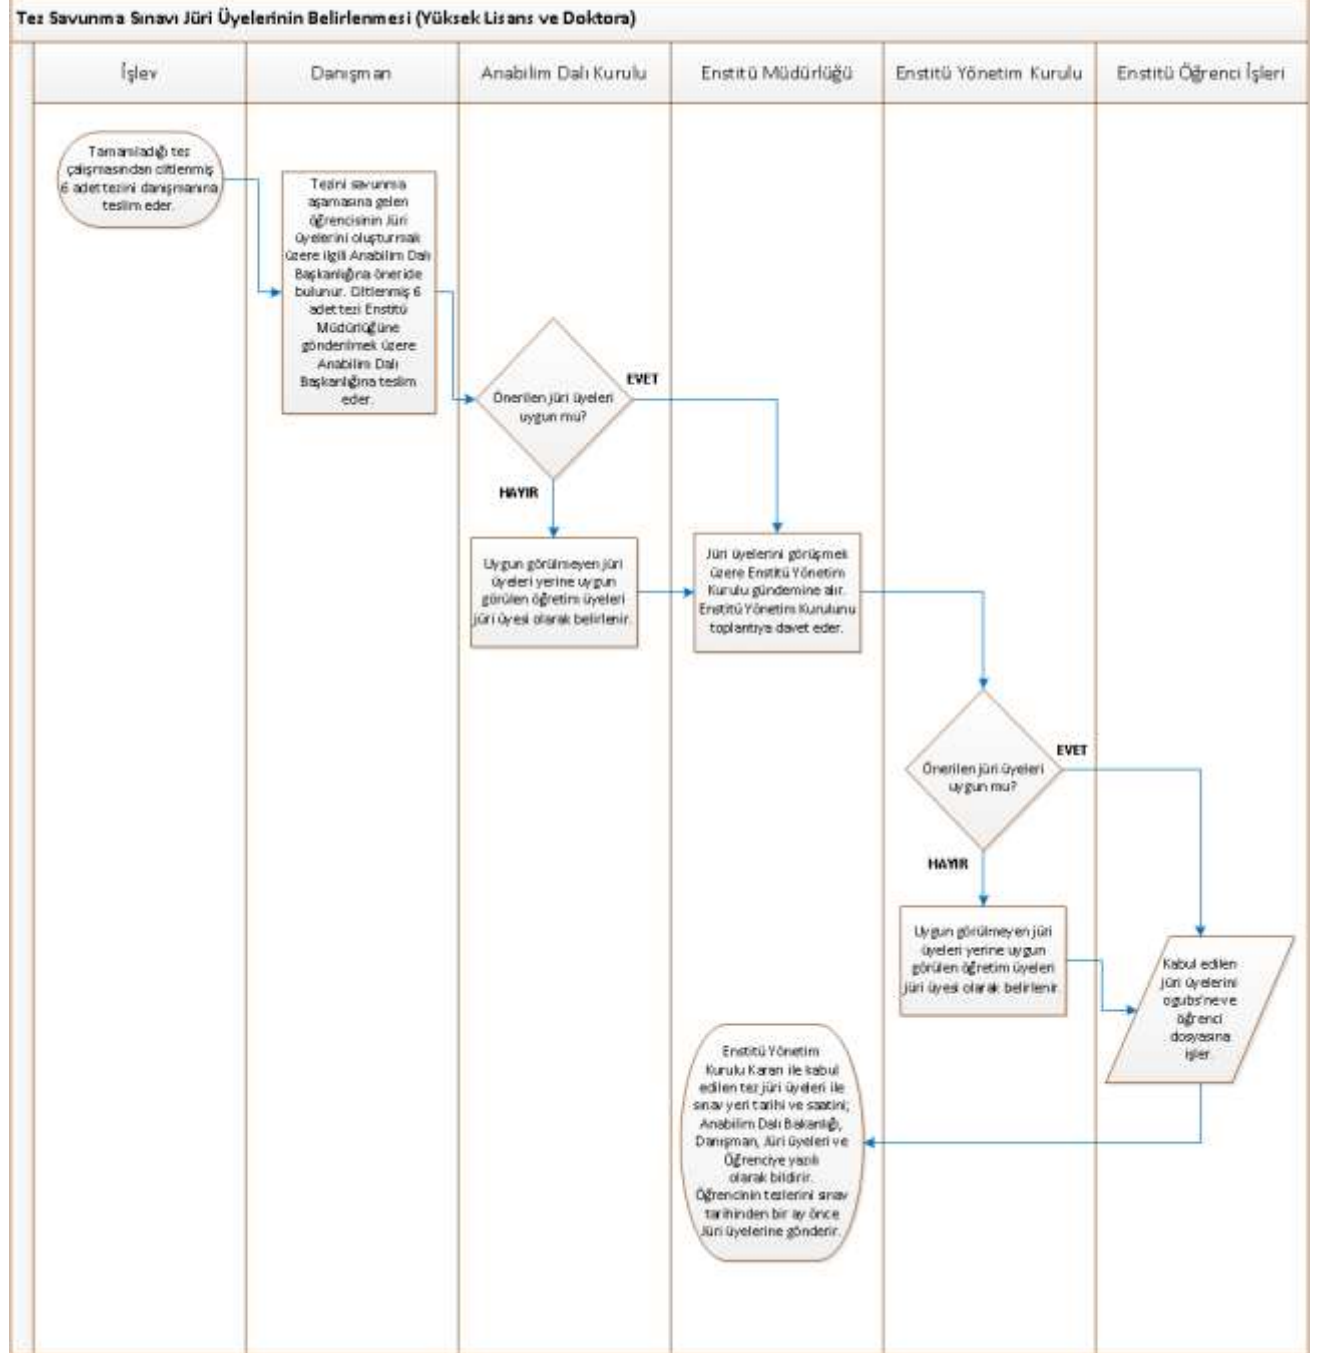 Tez Savunma Sınavı Jüri Üyelerinin Belirlenmesi (Yüksek Lisans ve Doktora)
İşlev
Danışman
Anabilim Dalı Kurulu
Enstitü Müdürlüğü
Enstitü Yönetim Kurulu
Enstitü Öğrenci İşleri
Tamamladığı tez
çalışmasından ciltlenmiş
6 adet tezini danışmanına
teslim eder.
Tezini savunma
aşamasına gelen
öğrencisinin Jüri
üyelerini oluşturmak
üzere ilgili Anabilim Dalı
Başkanlığına öneride
bulunur. Ciltlenmiş 6
adet tezi Enstitü
Müdürlüğüne
gönderilmek üzere
Anabilim Dalı
Başkanlığına teslim
eder.
Önerilen jüri üyeleri
uygun mu?
EVET
HAYIR
Uygun görülmeyen jüri
üyeleri yerine uygun
görülen öğretim üyeleri
jüri üyesi olarak belirlenir.
Jüri üyelerini görüşmek
üzere Enstitü Yönetim
Kurulu gündemine alır.
Enstitü Yönetim Kurulunu
toplantıya davet eder.
Önerilen jüri üyeleri
uygun mu?
EVET
HAYIR
Uygun görülmeyen jüri
üyeleri yerine uygun
görülen öğretim üyeleri
jüri üyesi olarak belirlenir.
Kabul edilen
jüri üyelerini
ogubs'ne ve
öğrenci
dosyasına
işler.
Enstitü Yönetim
Kurulu Kararı ile kabul
edilen tez jüri üyeleri ile
sınav yeri tarihi ve saatini;
Anabilim Dalı Bakanlığı,
Danışman, Jüri üyeleri ve
Öğrenciye yazılı
olarak bildirir.
Öğrencinin tezlerini sınav
tarihinden bir ay önce
Jüri üyelerine gönderir.